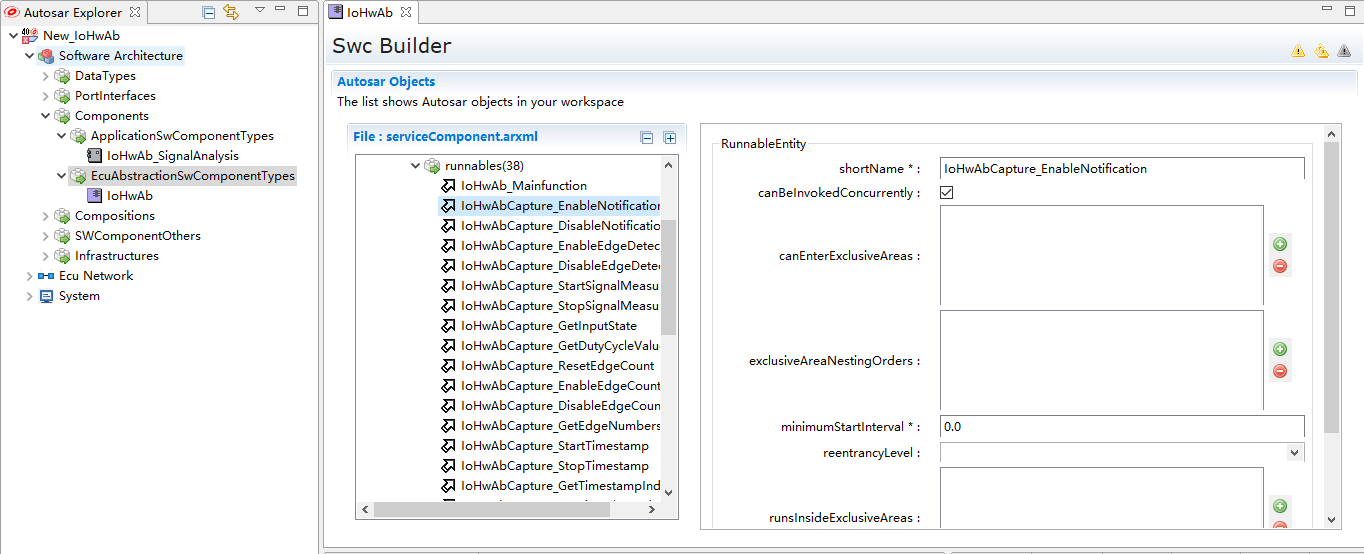 Autosar Explorer
New_IoHwAb
Software Architecture
DataTypes
PortInterfaces
Components
ApplicationSwComponentTypes
IoHwAb_SignalAnalysis
EcuAbstractionSwComponentTypes
IoHwAb
Compositions
SWComponentOthers
Infrastructures
Ecu Network
System
IoHwAb
Swc Builder
Autosar Objects
The list shows Autosar objects in your workspace
File : serviceComponent.arxml
runnables(38)
IoHwAb_Mainfunction
IoHwAbCapture_EnableNotification
IoHwAbCapture_DisableNotificatio
IoHwAbCapture_EnableEdgeDetec
IoHwAbCapture_DisableEdgeDetec
IoHwAbCapture_StartSignalMeasu
IoHwAbCapture_StopSignalMeasu
IoHwAbCapture_GetInputState
IoHwAbCapture_GetDutyCycleValu
IoHwAbCapture_ResetEdgeCount
IoHwAbCapture_EnableEdgeCount
IoHwAbCapture_DisableEdgeCoun
IoHwAbCapture_GetEdgeNumbers
IoHwAbCapture_StartTimestamp
IoHwAbCapture_StopTimestamp
IoHwAbCapture_GetTimestampInd
RunnableEntity
shortName * : IoHwAbCapture_EnableNotification
canBeInvokedConcurrently :
canEnterExclusiveAreas :
exclusiveAreaNestingOrders :
minimumStartInterval * : 0.0
reentrancyLevel :
runsInsideExclusiveAreas :